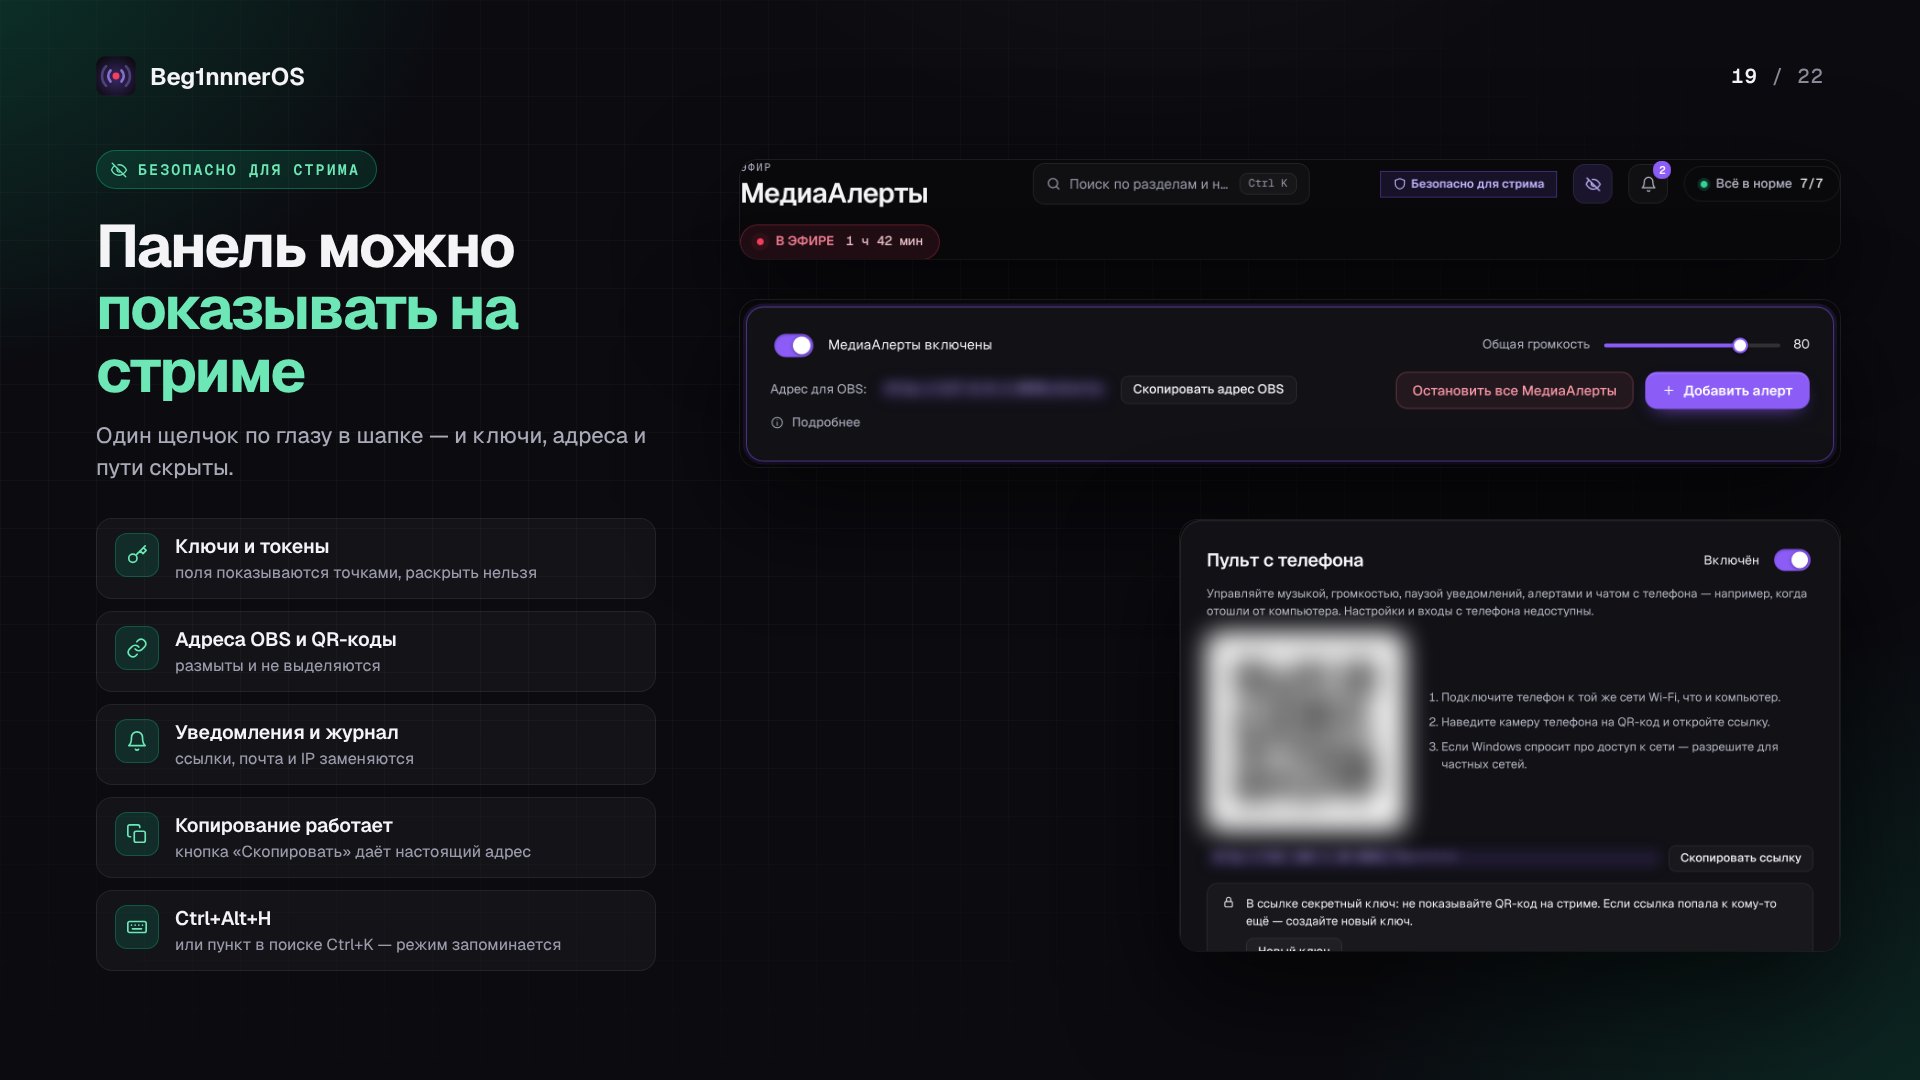 Beg1nnnerOS
19 / 22
БЕЗОПАСНО ДЛЯ СТРИМА
Панель можно
показывать на
стриме
Один щелчок по глазу в шапке — и ключи, адреса и
пути скрыты.
Ключи и токены
поля показываются точками, раскрыть нельзя
Адреса OBS и QR-коды
размыты и не выделяются
Уведомления и журнал
ссылки, почта и IP заменяются
Копирование работает
кнопка «Скопировать» даёт настоящий адрес
Ctrl+Alt+H
или пункт в поиске Ctrl+K — режим запоминается
ЭФИР
МедиаАлерты
Поиск по разделам и н... Ctrl K
Безопасно для стрима
2
Всё в норме 7/7
В ЭФИРЕ 1 ч 42 мин
МедиаАлерты включены
Общая громкость 80
Адрес для OBS:
Скопировать адрес OBS
Остановить все МедиаАлерты
+ Добавить алерт
Подробнее
Пульт с телефона
Включён
Управляйте музыкой, громкостью, паузой уведомлений, алертами и чатом с телефона — например, когда
отошли от компьютера. Настройки и входы с телефона недоступны.
1. Подключите телефон к той же сети Wi-Fi, что и компьютер.
2. Наведите камеру телефона на QR-код и откройте ссылку.
3. Если Windows спросит про доступ к сети — разрешите для
частных сетей.
Скопировать ссылку
В ссылке секретный ключ: не показывайте QR-код на стриме. Если ссылка попала к кому-то
ещё — создайте новый ключ.
Новый ключ